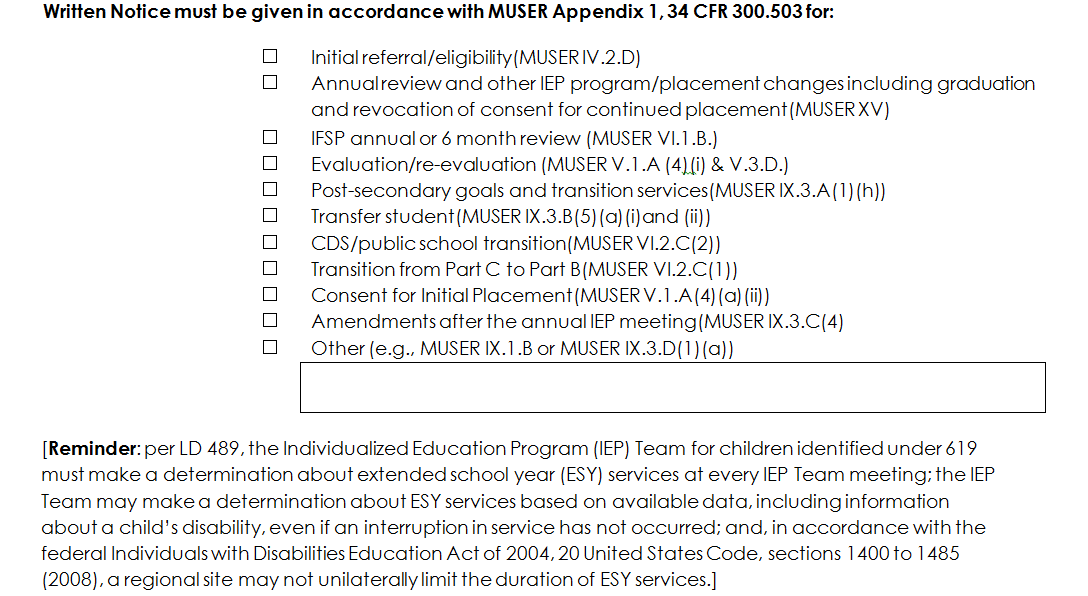 Written Notice must be given in accordance with MUSER Appendix 1, 34 CFR 300.503 for:
☐ Initial referral/eligibility (MUSER IV.2.D)
☐ Annual review and other IEP program/placement changes including graduation
and revocation of consent for continued placement (MUSER XV)
☐ IFSP annual or 6 month review (MUSER VI.1.B.)
☐ Evaluation/re-evaluation (MUSER V.1.A (4)(i) & V.3.D.)
☐ Post-secondary goals and transition services (MUSER IX.3.A(1)(h))
☐ Transfer student (MUSER IX.3.B(5)(a)(i)and (ii))
☐ CDS/public school transition (MUSER VI.2.C(2))
☐ Transition from Part C to Part B (MUSER VI.2.C(1))
☐ Consent for Initial Placement (MUSER V.1.A(4)(a)(ii))
☐ Amendments after the annual IEP meeting (MUSER IX.3.C(4)
☐ Other (e.g., MUSER IX.1.B or MUSER IX.3.D(1)(a))
[Reminder: per LD 489, the Individualized Education Program (IEP) Team for children identified under 619
must make a determination about extended school year (ESY) services at every IEP Team meeting; the IEP
Team may make a determination about ESY services based on available data, including information
about a child's disability, even if an interruption in service has not occurred; and, in accordance with the
federal Individuals with Disabilities Education Act of 2004, 20 United States Code, sections 1400 to 1485
(2008), a regional site may not unilaterally limit the duration of ESY services.]